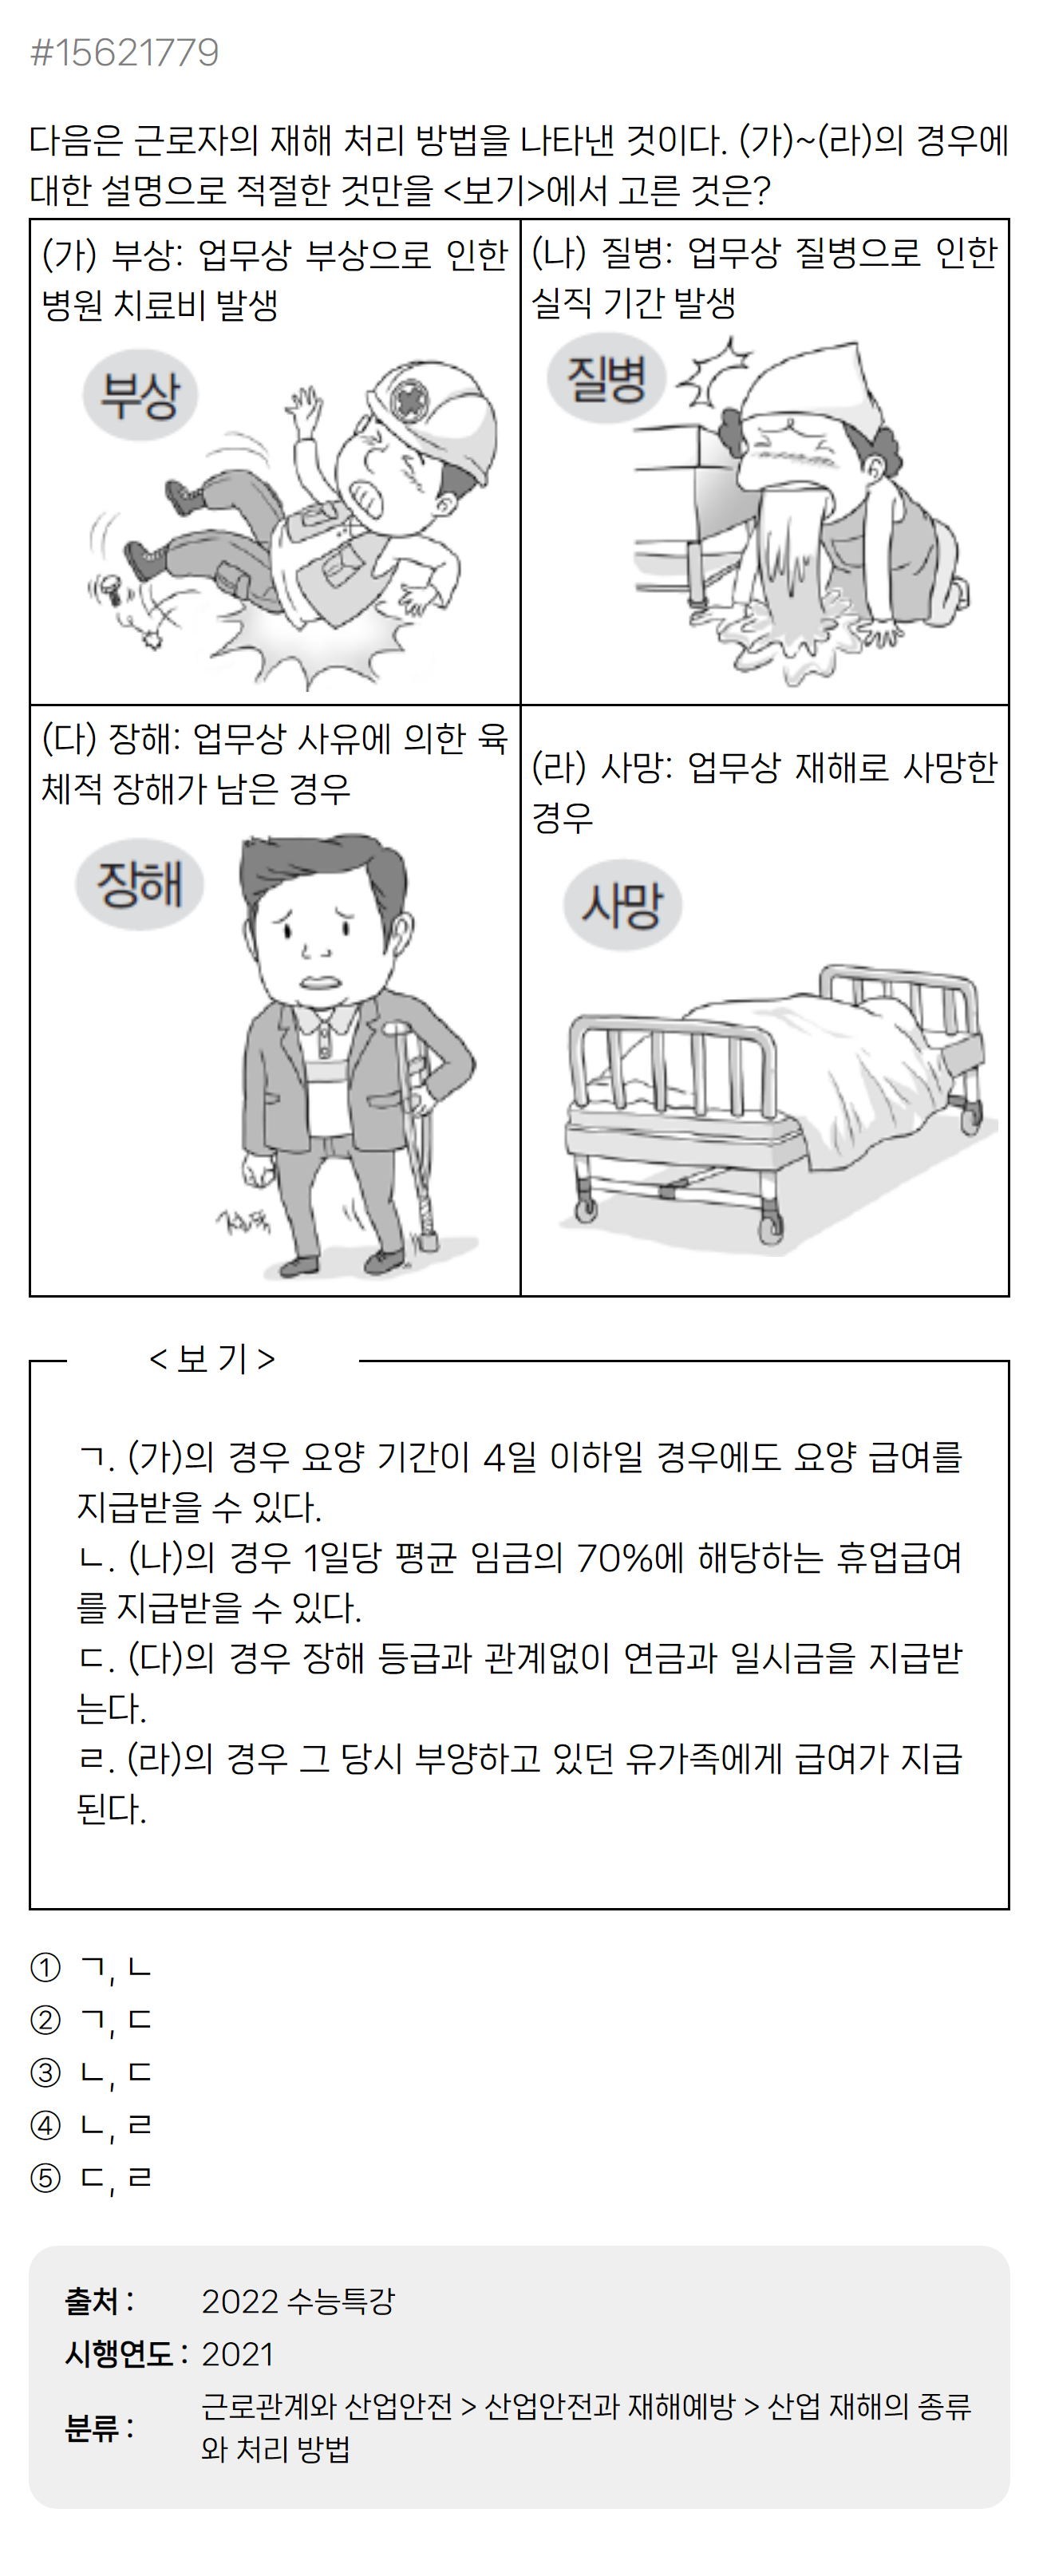 #15621779
다음은 근로자의 재해 처리 방법을 나타낸 것이다. (가)~(라)의 경우에
대한 설명으로 적절한 것만을 <보기>에서 고른 것은?
(가) 부상: 업무상 부상으로 인한
병원 치료비 발생
부상
(나) 질병: 업무상 질병으로 인한
실직 기간 발생
질병
(다) 장해: 업무상 사유에 의한 육
체적 장해가 남은 경우
장해
(라) 사망: 업무상 재해로 사망한
경우
사망
< 보 기 >
ㄱ. (가)의 경우 요양 기간이 4일 이하일 경우에도 요양 급여를
지급받을 수 있다.
ㄴ. (나)의 경우 1일당 평균 임금의 70%에 해당하는 휴업급여
를 지급받을 수 있다.
ㄷ. (다)의 경우 장해 등급과 관계없이 연금과 일시금을 지급받
는다.
ㄹ. (라)의 경우 그 당시 부양하고 있던 유가족에게 급여가 지급
된다.
① ㄱ, ㄴ
② ㄱ, ㄷ
③ ㄴ, ㄷ
④ ㄴ, ㄹ
⑤ ㄷ, ㄹ
출처 : 2022 수능특강
시행연도 : 2021
분류 : 근로관계와 산업안전 > 산업안전과 재해예방 > 산업 재해의 종류
와 처리 방법